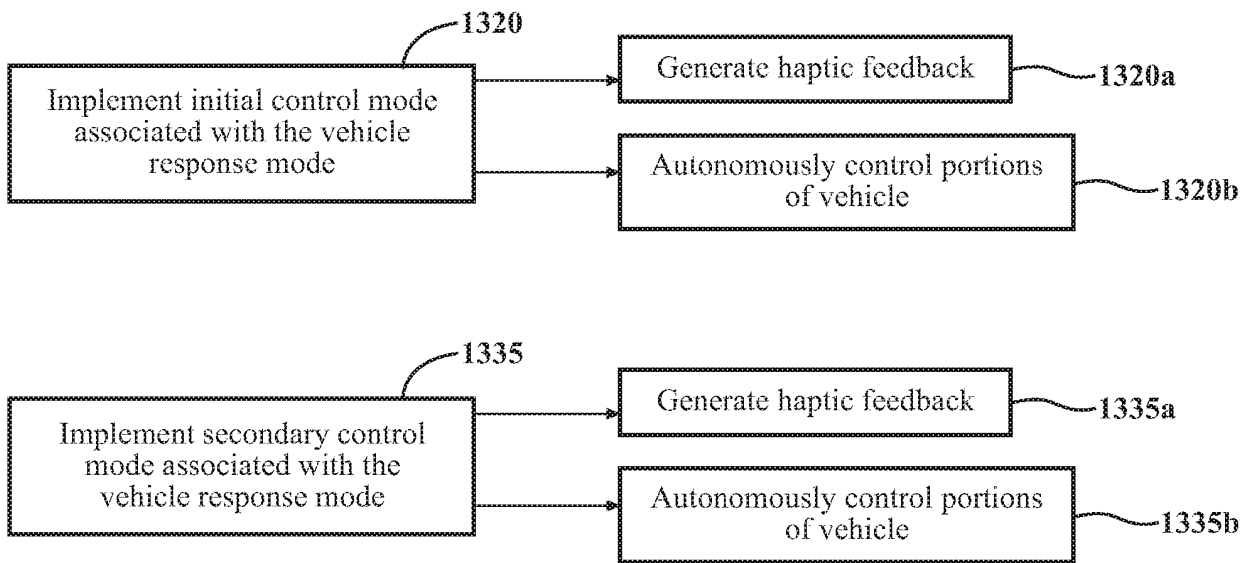 1320
Implement initial control mode
associated with the vehicle
response mode
Generate haptic feedback
1320a
Autonomously control portions
of vehicle
1320b
1335
Implement secondary control
mode associated with the
vehicle response mode
Generate haptic feedback
1335a
Autonomously control portions
of vehicle
1335b